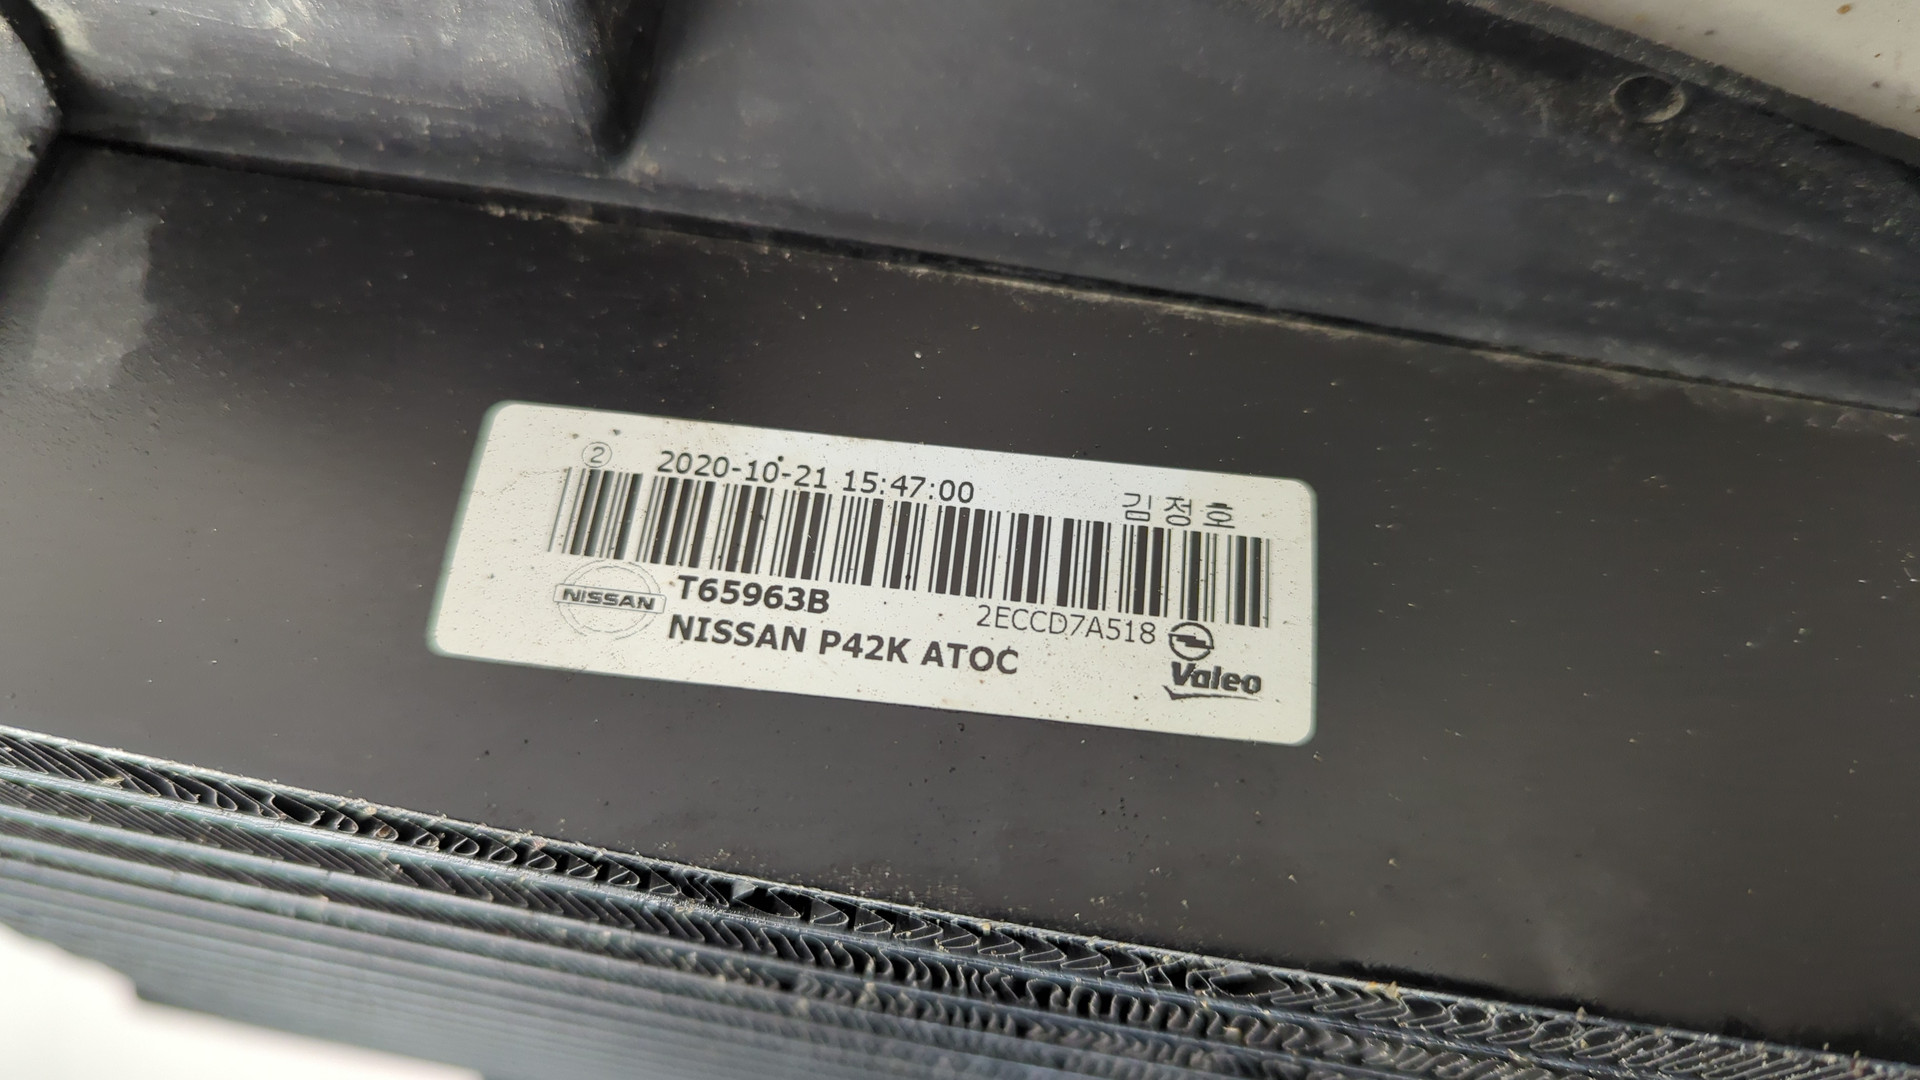 ② 2020-10-21 15:47:00 김정호
NISSAN T65963B 2ECCD7A518
NISSAN P42K ATOC Valeo